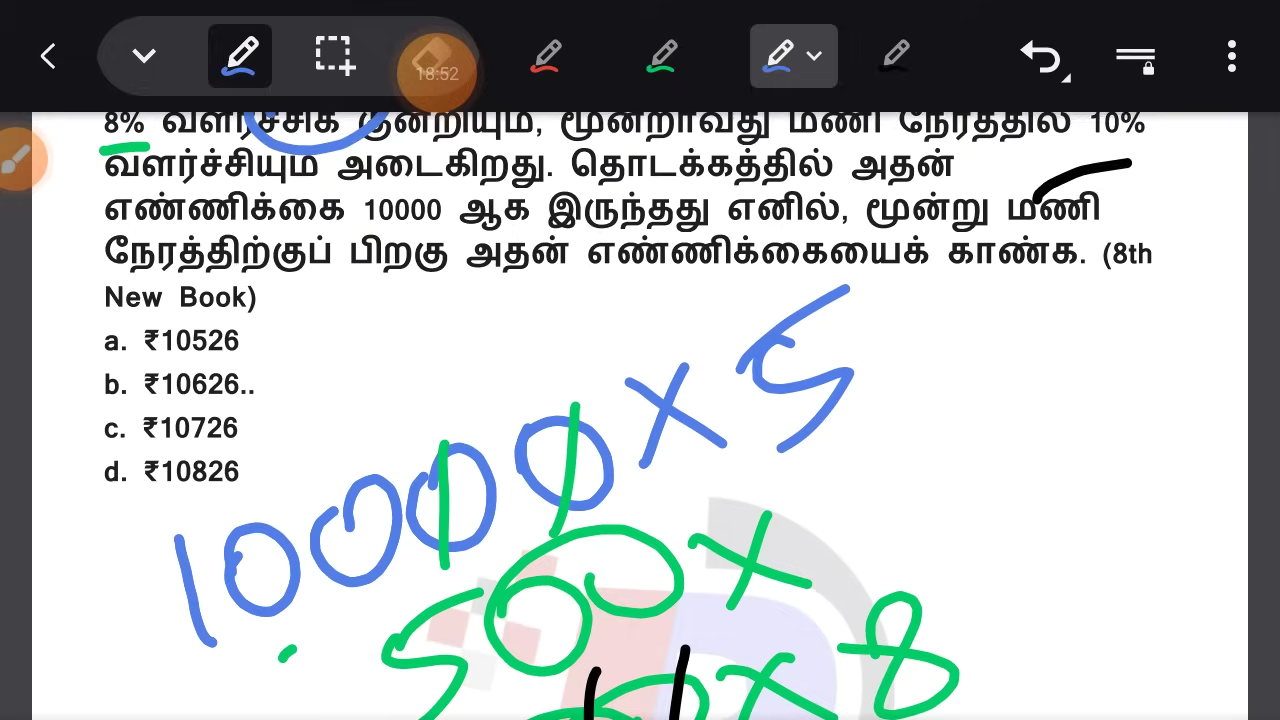 18:52
8% வளர்ச்சிக் குன்றியும், மூன்றாவது மணி நேரத்தில் 10%
வளர்ச்சியும் அடைகிறது. தொடக்கத்தில் அதன்
எண்ணிக்கை 10000 ஆக இருந்தது எனில், மூன்று மணி
நேரத்திற்குப் பிறகு அதன் எண்ணிக்கையைக் காண்க. (8th
New Book)
a. ₹10526
b. ₹10626..
c. ₹10726
d. ₹10826
10000 x 5
500 x 8